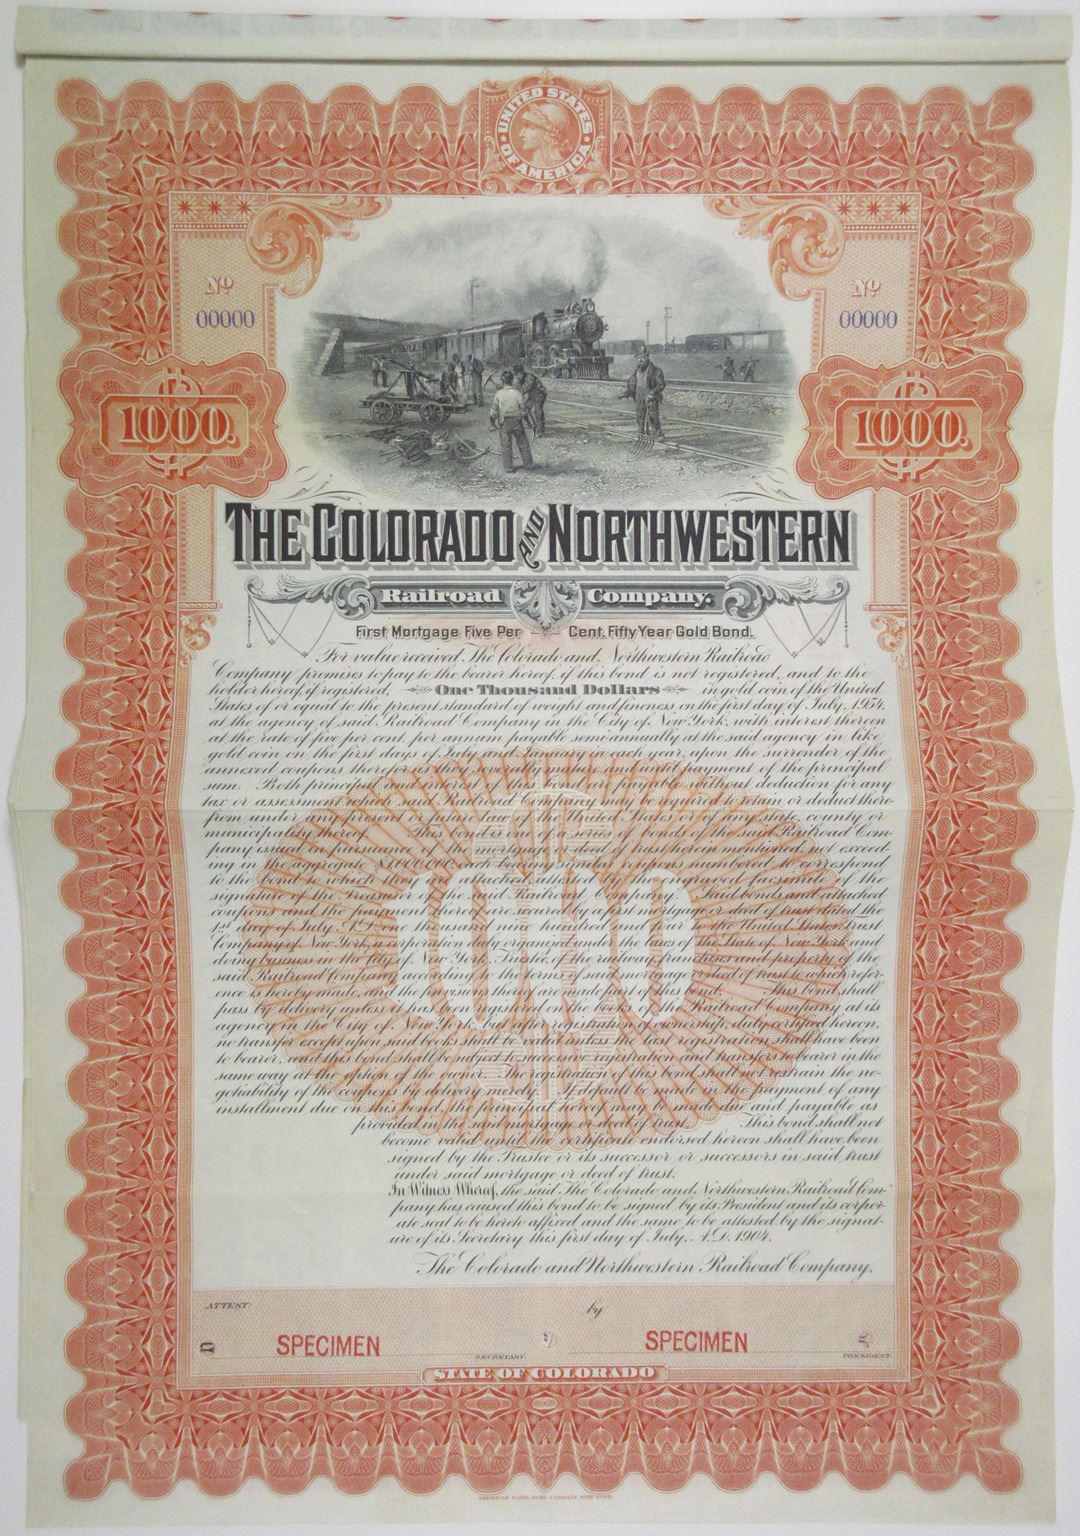 UNITED STATES
OF AMERICA
No 00000
No 00000
1000.
1000.
THE COLORADO AND NORTHWESTERN
Railroad Company.
First Mortgage Five Per Cent. Fifty Year Gold Bond.
For value received, The Colorado and Northwestern Railroad
Company promises to pay to the bearer hereof, if this bond is not registered, and to the
holder hereof, if registered, One Thousand Dollars in gold coin of the United
States of or equal to the present standard of weight and fineness, on the first day of July, 1954,
at the agency of said Railroad Company in the City of New York, with interest thereon
at the rate of five per cent. per annum payable semi-annually at the said agency in like
gold coin on the first days of July and January in each year, upon the surrender of the
annexed coupons therefor as they severally mature and until payment of the principal
sum. Both principal and interest of this bond are payable without deduction for any
tax or assessment which said Railroad Company may be required to retain or deduct there-
from under any present or future law of the United States or of any state, county or
municipality thereof. This bond is one of a series of bonds of the said Railroad Com-
pany issued in pursuance of the mortgage or deed of trust herein mentioned, not exceed-
ing in the aggregate each bearing similar coupons numbered to correspond
to the bond to which they are attached, attested by the engraved facsimile of the
signature of the Treasurer of the said Railroad Company. Said bonds and attached
coupons and the payment thereof are secured by a first mortgage or deed of trust dated the
1st day of July, A.D. one thousand nine hundred and four to the United States Trust
Company of New York, a corporation duly organized under the laws of the State of New York and
doing business in the City of New York, Trustee, of the railway, franchises and property of the
said Railroad Company according to the terms of said mortgage or deed of trust to which refer-
ence is hereby made, and the provisions thereof are made part of this bond. This bond shall
pass by delivery unless it has been registered on the books of the Railroad Company at its
agency in the City of New York, but after registration of ownership, duly certified hereon,
no transfer except upon said books shall be valid unless the last registration shall have been
to bearer, and this bond shall be subject to successive registration and transfers to bearer in the
same way at the option of the owner. The registration of this bond shall not restrain the ne-
gotiability of the coupons by delivery merely. If default be made in the payment of any
installment due on this bond, the principal hereof may be made due and payable as
provided in the said mortgage or deed of trust. This bond shall not
become valid until the certificate endorsed hereon shall have been
signed by the Trustee or its successor or successors in said trust
under said mortgage or deed of trust.
In Witness Whereof, the said The Colorado and Northwestern Railroad Com-
pany has caused this bond to be signed by its President and its corpor-
ate seal to be hereto affixed and the same to be attested by the signat-
ure of its Secretary this first day of July, A.D. 1904.
The Colorado and Northwestern Railroad Company,
ATTEST: by
SPECIMEN SPECIMEN
SECRETARY. PRESIDENT.
STATE OF COLORADO
AMERICAN BANK NOTE COMPANY, NEW YORK.